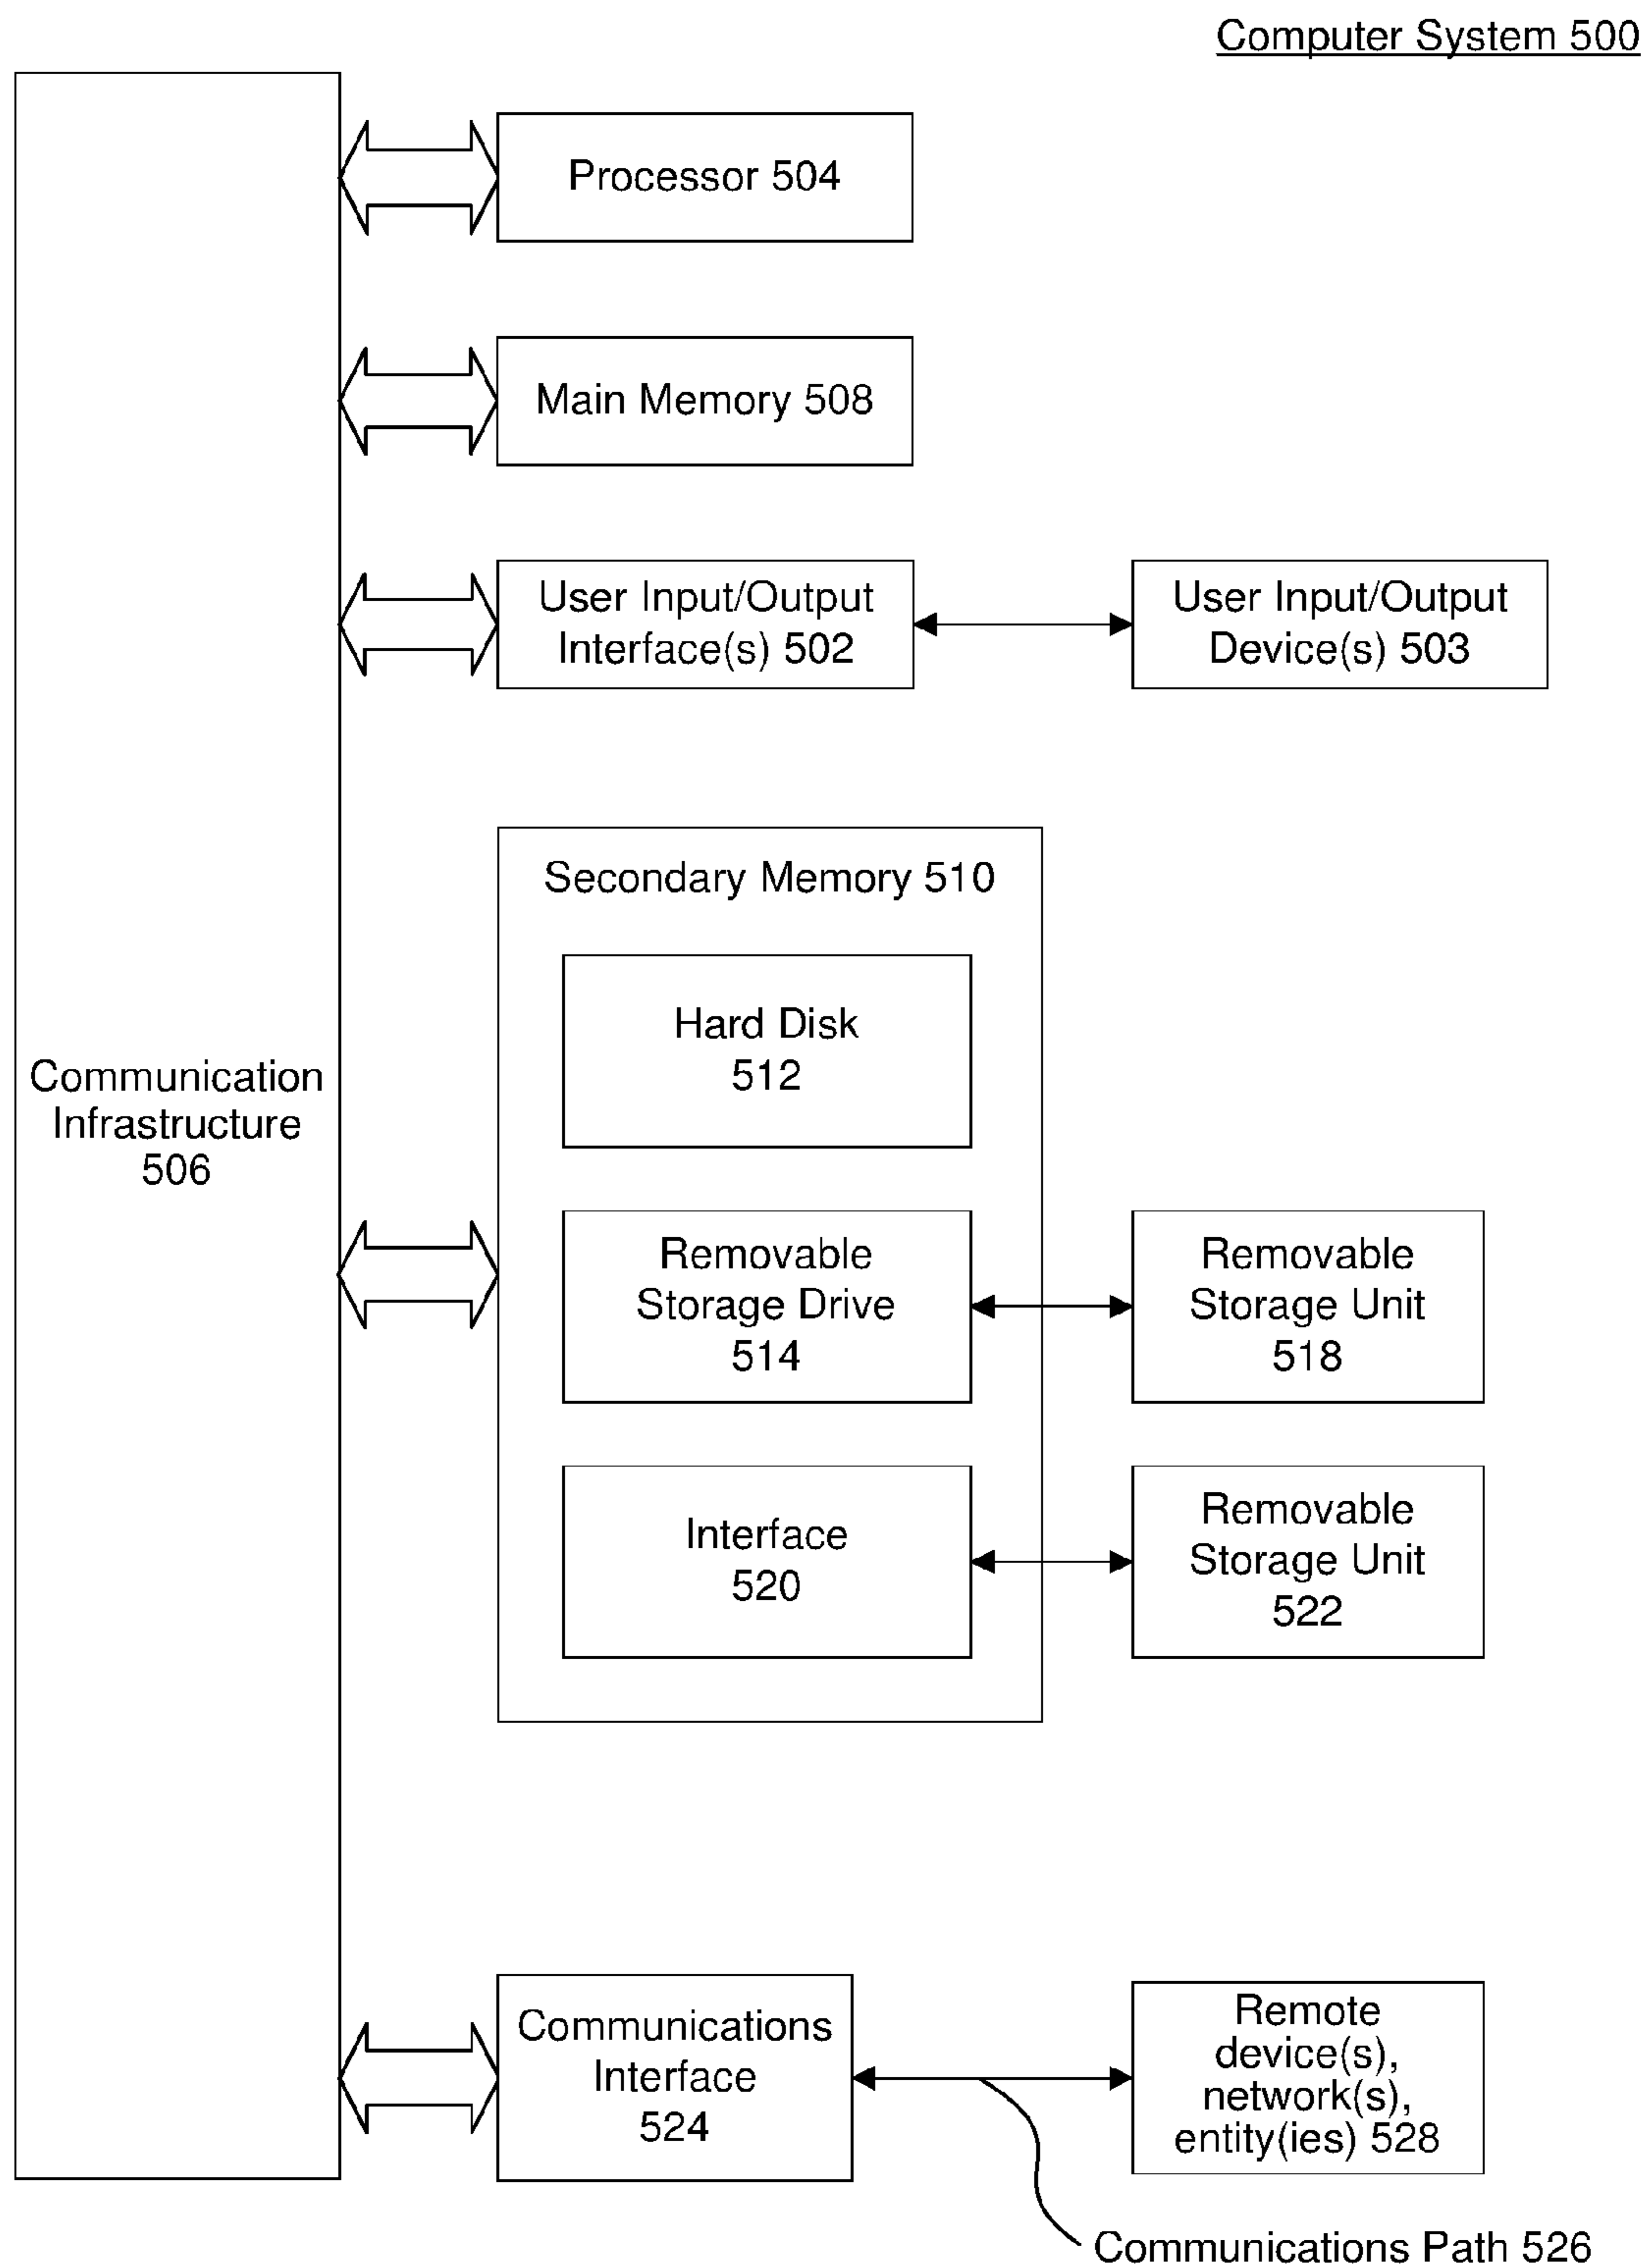 Computer System 500
Processor 504
Main Memory 508
User Input/Output
Interface(s) 502
User Input/Output
Device(s) 503
Secondary Memory 510
Hard Disk
512
Communication
Infrastructure
506
Removable
Storage Drive
514
Removable
Storage Unit
518
Interface
520
Removable
Storage Unit
522
Communications
Interface
524
Remote
device(s),
network(s),
entity(ies) 528
Communications Path 526